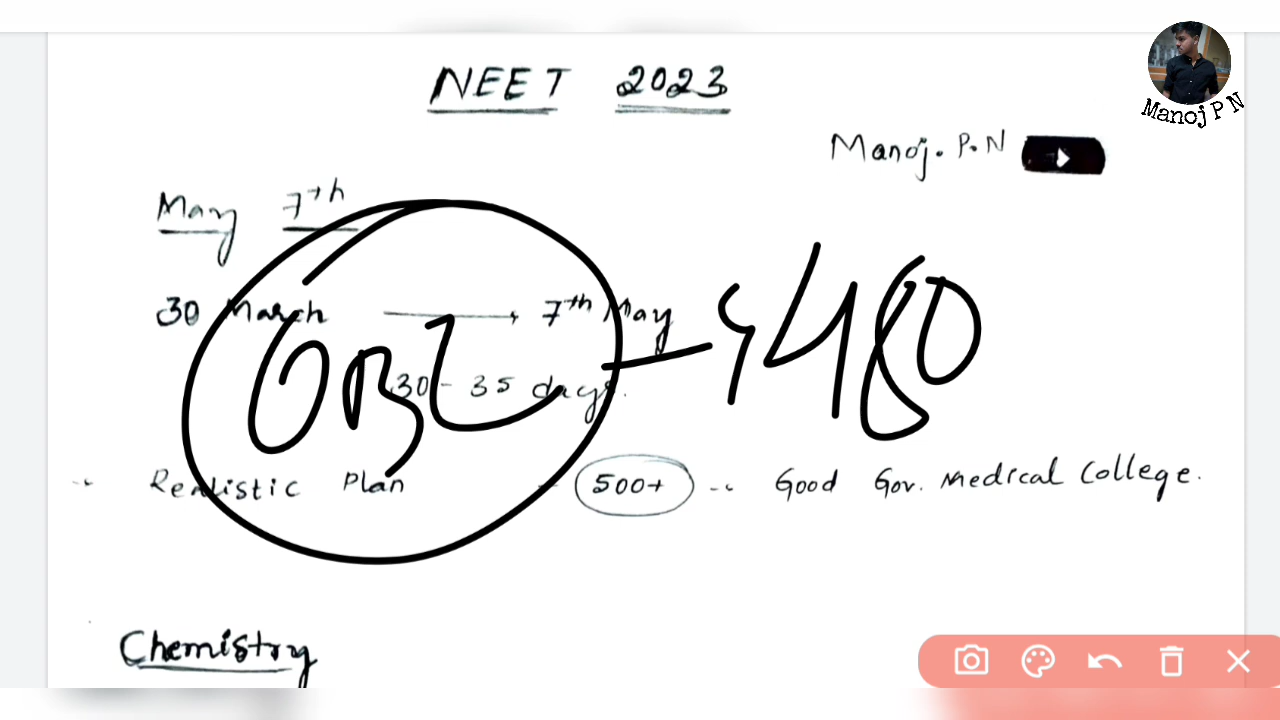 NEET 2023
Manoj P N
Manoj. P.N
May 7th
30 March → 7th May
OBC 480
30 - 35 days.
Realistic Plan - 500+ -- Good Gov. Medical College.
Chemistry